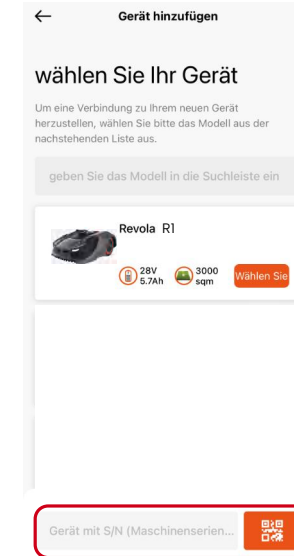 Gerät hinzufügen
wählen Sie Ihr Gerät
Um eine Verbindung zu Ihrem neuen Gerät
herzustellen, wählen Sie bitte das Modell aus der
nachstehenden Liste aus.
geben Sie das Modell in die Suchleiste ein
Revola R1
28V
5.7Ah
3000
sqm
Wählen Sie
Gerät mit S/N (Maschinenserien...